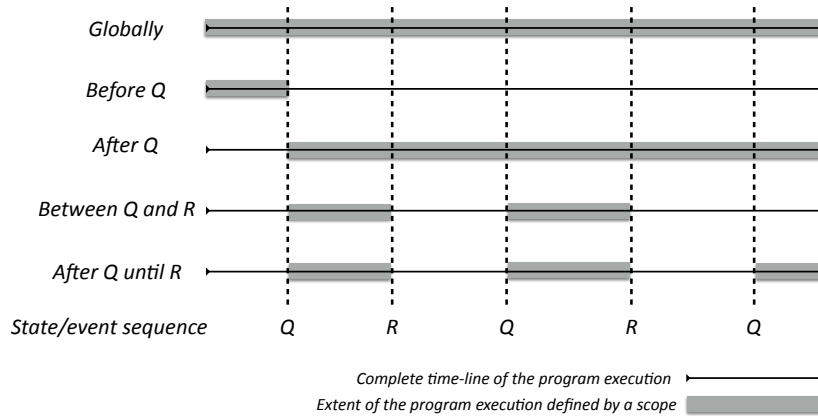 Globally
Before Q
After Q
Between Q and R
After Q until R
State/event sequence Q R Q R Q
Complete time-line of the program execution
Extent of the program execution defined by a scope